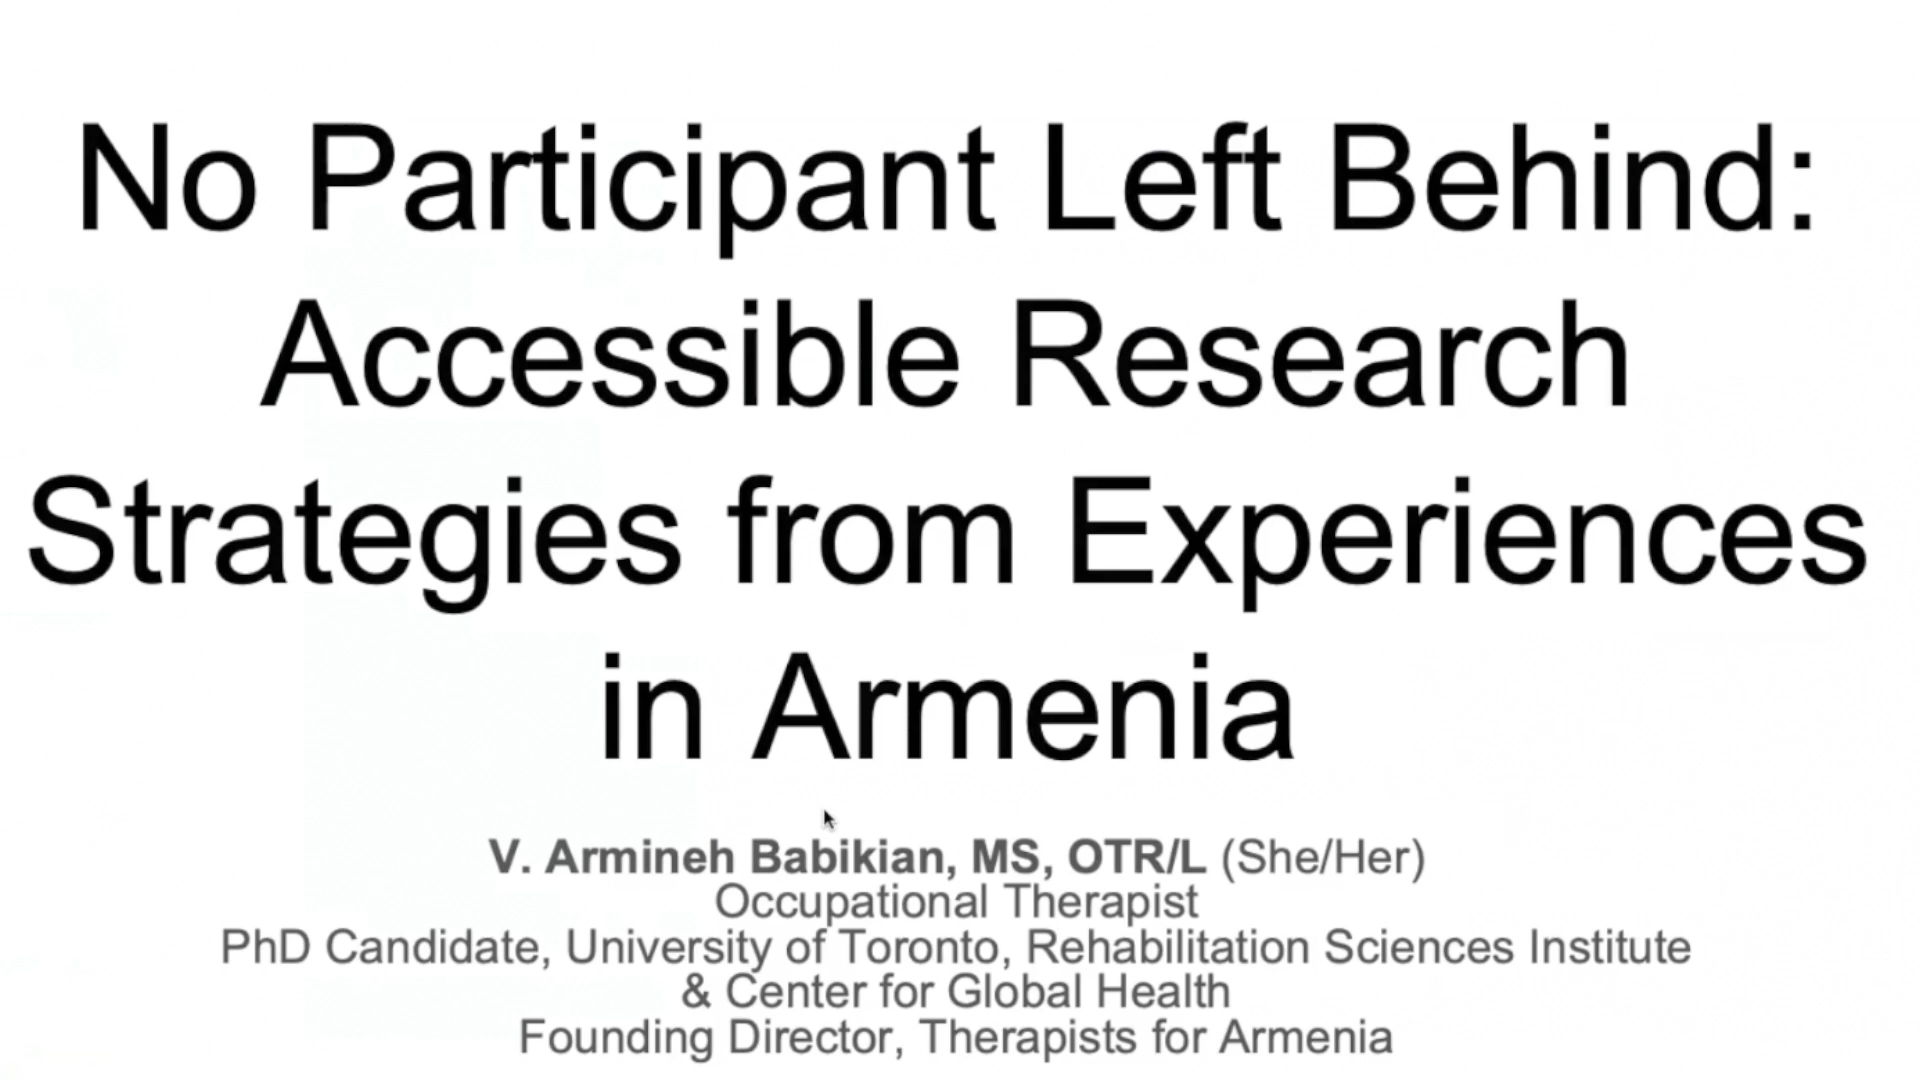 No Participant Left Behind:
Accessible Research
Strategies from Experiences
in Armenia
V. Armineh Babikian, MS, OTR/L (She/Her)
Occupational Therapist
PhD Candidate, University of Toronto, Rehabilitation Sciences Institute
& Center for Global Health
Founding Director, Therapists for Armenia